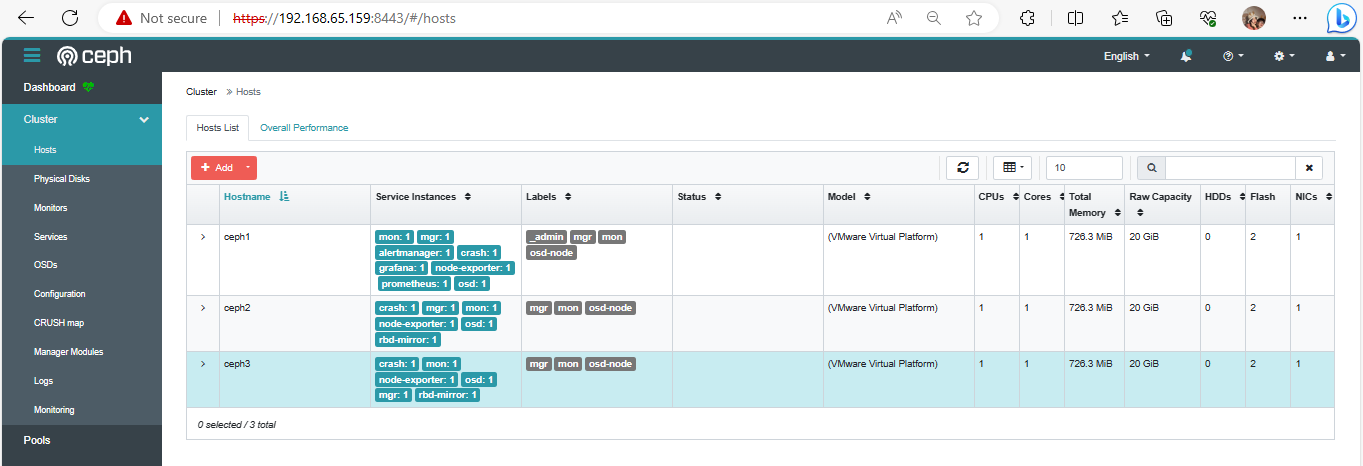 Not secure https://192.168.65.159:8443/#/hosts
ceph
English
Dashboard
Cluster
Hosts
Physical Disks
Monitors
Services
OSDs
Configuration
CRUSH map
Manager Modules
Logs
Monitoring
Pools
Cluster » Hosts
Hosts List Overall Performance
+ Add 10
Hostname Service Instances Labels Status Model CPUs Cores Total Memory Raw Capacity HDDs Flash NICs
ceph1 mon: 1 mgr: 1 _admin mgr mon (VMware Virtual Platform) 1 1 726.3 MiB 20 GiB 0 2 1
alertmanager: 1 crash: 1 osd-node
grafana: 1 node-exporter: 1
prometheus: 1 osd: 1
ceph2 crash: 1 mgr: 1 mon: 1 mgr mon osd-node (VMware Virtual Platform) 1 1 726.3 MiB 20 GiB 0 2 1
node-exporter: 1 osd: 1
rbd-mirror: 1
ceph3 crash: 1 mon: 1 mgr mon osd-node (VMware Virtual Platform) 1 1 726.3 MiB 20 GiB 0 2 1
node-exporter: 1 osd: 1
mgr: 1 rbd-mirror: 1
0 selected / 3 total